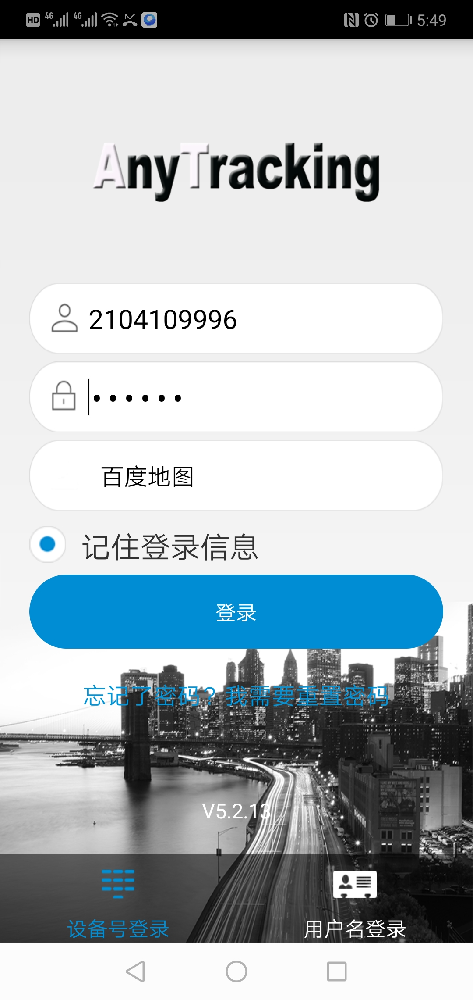 HD 4G 4G 5:49
AnyTracking
2104109996
••••••
百度地图
记住登录信息
登录
忘记了密码？我需要重置密码
V5.2.13
设备号登录
用户名登录